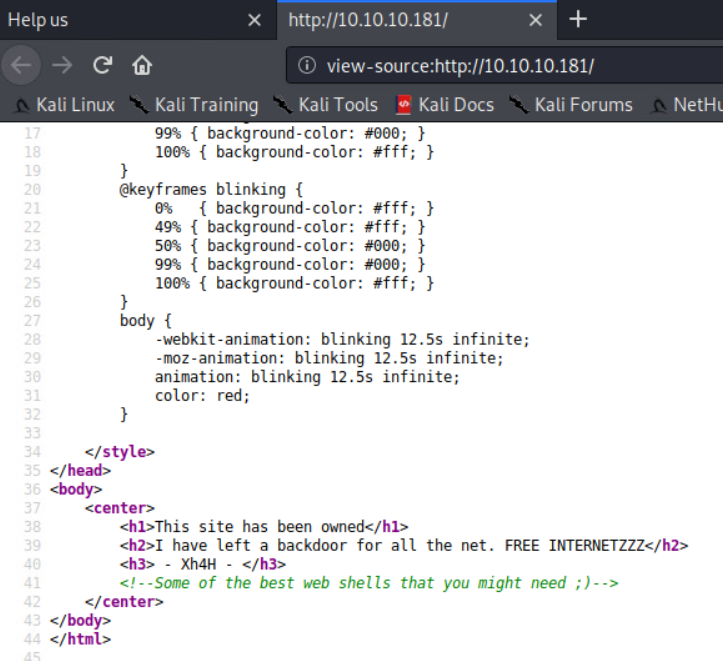 Help us
http://10.10.10.181/
view-source:http://10.10.10.181/
Kali Linux Kali Training Kali Tools Kali Docs Kali Forums NetHu
17 99% { background-color: #000; }
18 100% { background-color: #fff; }
19 }
20 @keyframes blinking {
21 0% { background-color: #fff; }
22 49% { background-color: #fff; }
23 50% { background-color: #000; }
24 99% { background-color: #000; }
25 100% { background-color: #fff; }
26 }
27 body {
28 -webkit-animation: blinking 12.5s infinite;
29 -moz-animation: blinking 12.5s infinite;
30 animation: blinking 12.5s infinite;
31 color: red;
32 }
33
34 </style>
35 </head>
36 <body>
37 <center>
38 <h1>This site has been owned</h1>
39 <h2>I have left a backdoor for all the net. FREE INTERNETZZZ</h2>
40 <h3> - Xh4H - </h3>
41 <!--Some of the best web shells that you might need ;)-->
42 </center>
43 </body>
44 </html>
45